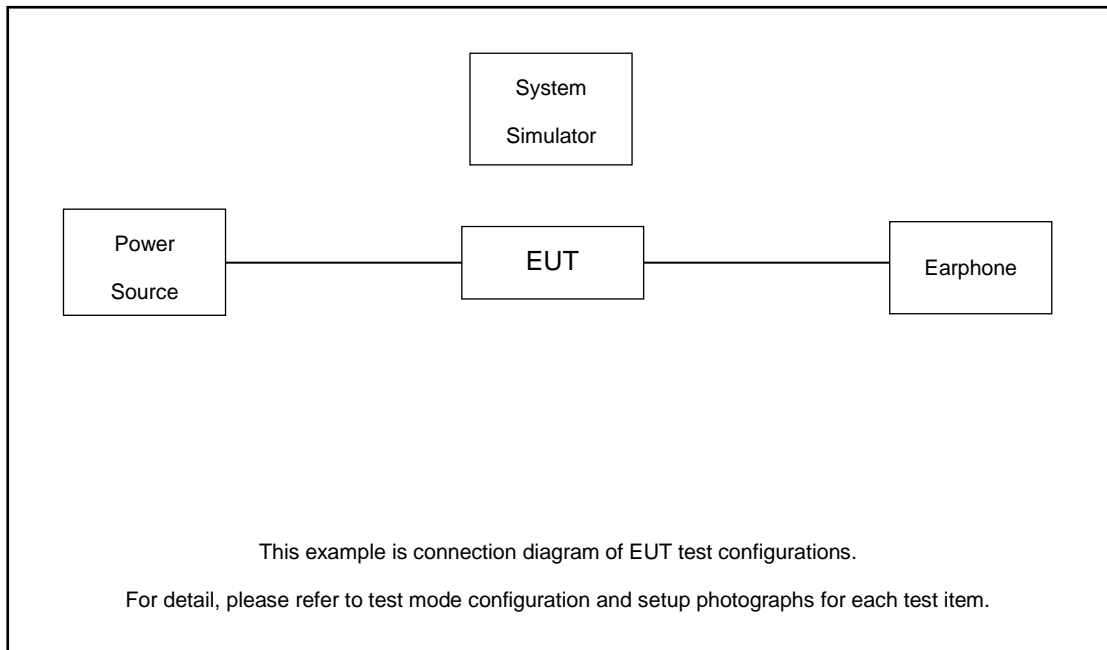 System
Simulator
Power
Source
EUT
Earphone
This example is connection diagram of EUT test configurations.
For detail, please refer to test mode configuration and setup photographs for each test item.